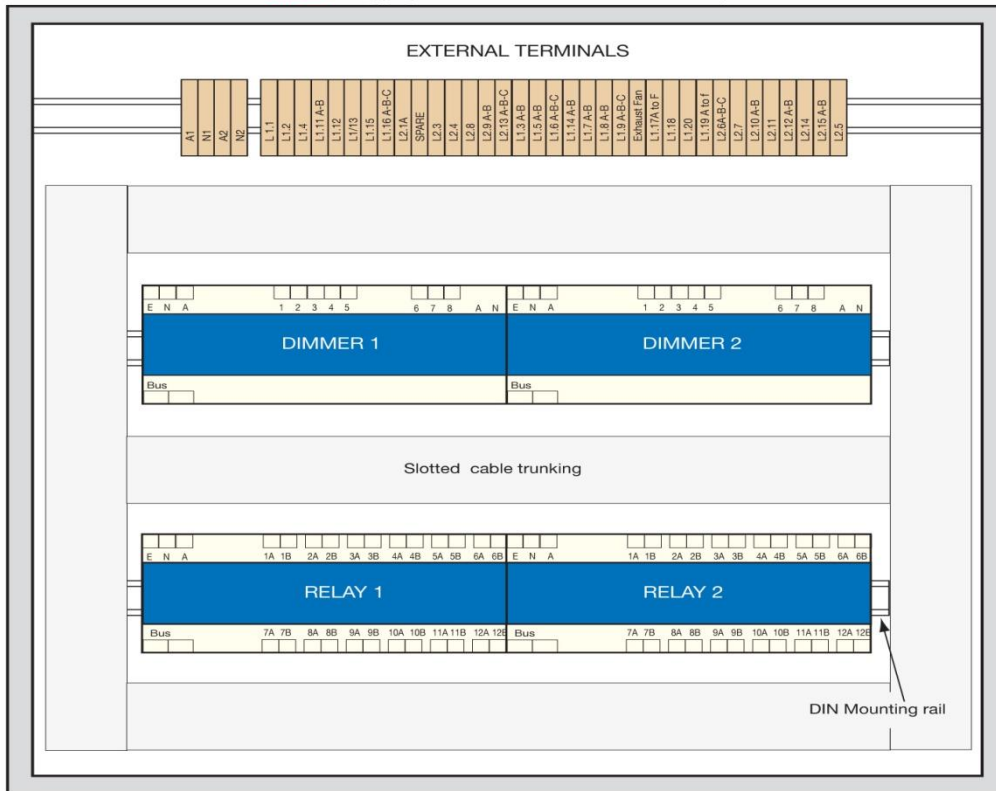 EXTERNAL TERMINALS
A1 N1 A2 N2 L1.1 L1.2 L1.4 L1.11 A-B L1.12 L1/13 L1.15 L1.16 A-B-C L2.1A SPARE L2.3 L2.4 L2.8 L2.9 A-B L2.13 A-B-C L1.3 A-B L1.5 A-B L1.6 A-B-C L1.14 A-B L1.7 A-B L1.8 A-B L1.9 A-B-C Exhaust Fan L1.17A to F L1.18 L1.20 L1.19 A to f L2.6A-B-C L2.7 L2.10 A-B L2.11 L2.12 A-B L2.14 L2.15 A-B L2.5
E N A 1 2 3 4 5 6 7 8 A N E N A 1 2 3 4 5 6 7 8 A N
DIMMER 1 DIMMER 2
Bus Bus
Slotted cable trunking
E N A 1A 1B 2A 2B 3A 3B 4A 4B 5A 5B 6A 6B E N A 1A 1B 2A 2B 3A 3B 4A 4B 5A 5B 6A 6B
RELAY 1 RELAY 2
Bus 7A 7B 8A 8B 9A 9B 10A 10B 11A 11B 12A 12B Bus 7A 7B 8A 8B 9A 9B 10A 10B 11A 11B 12A 12B
DIN Mounting rail